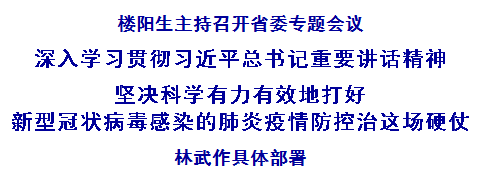 楼阳生主持召开省委专题会议
深入学习贯彻习近平总书记重要讲话精神
坚决科学有力有效地打好
新型冠状病毒感染的肺炎疫情防控治这场硬仗
林武作具体部署